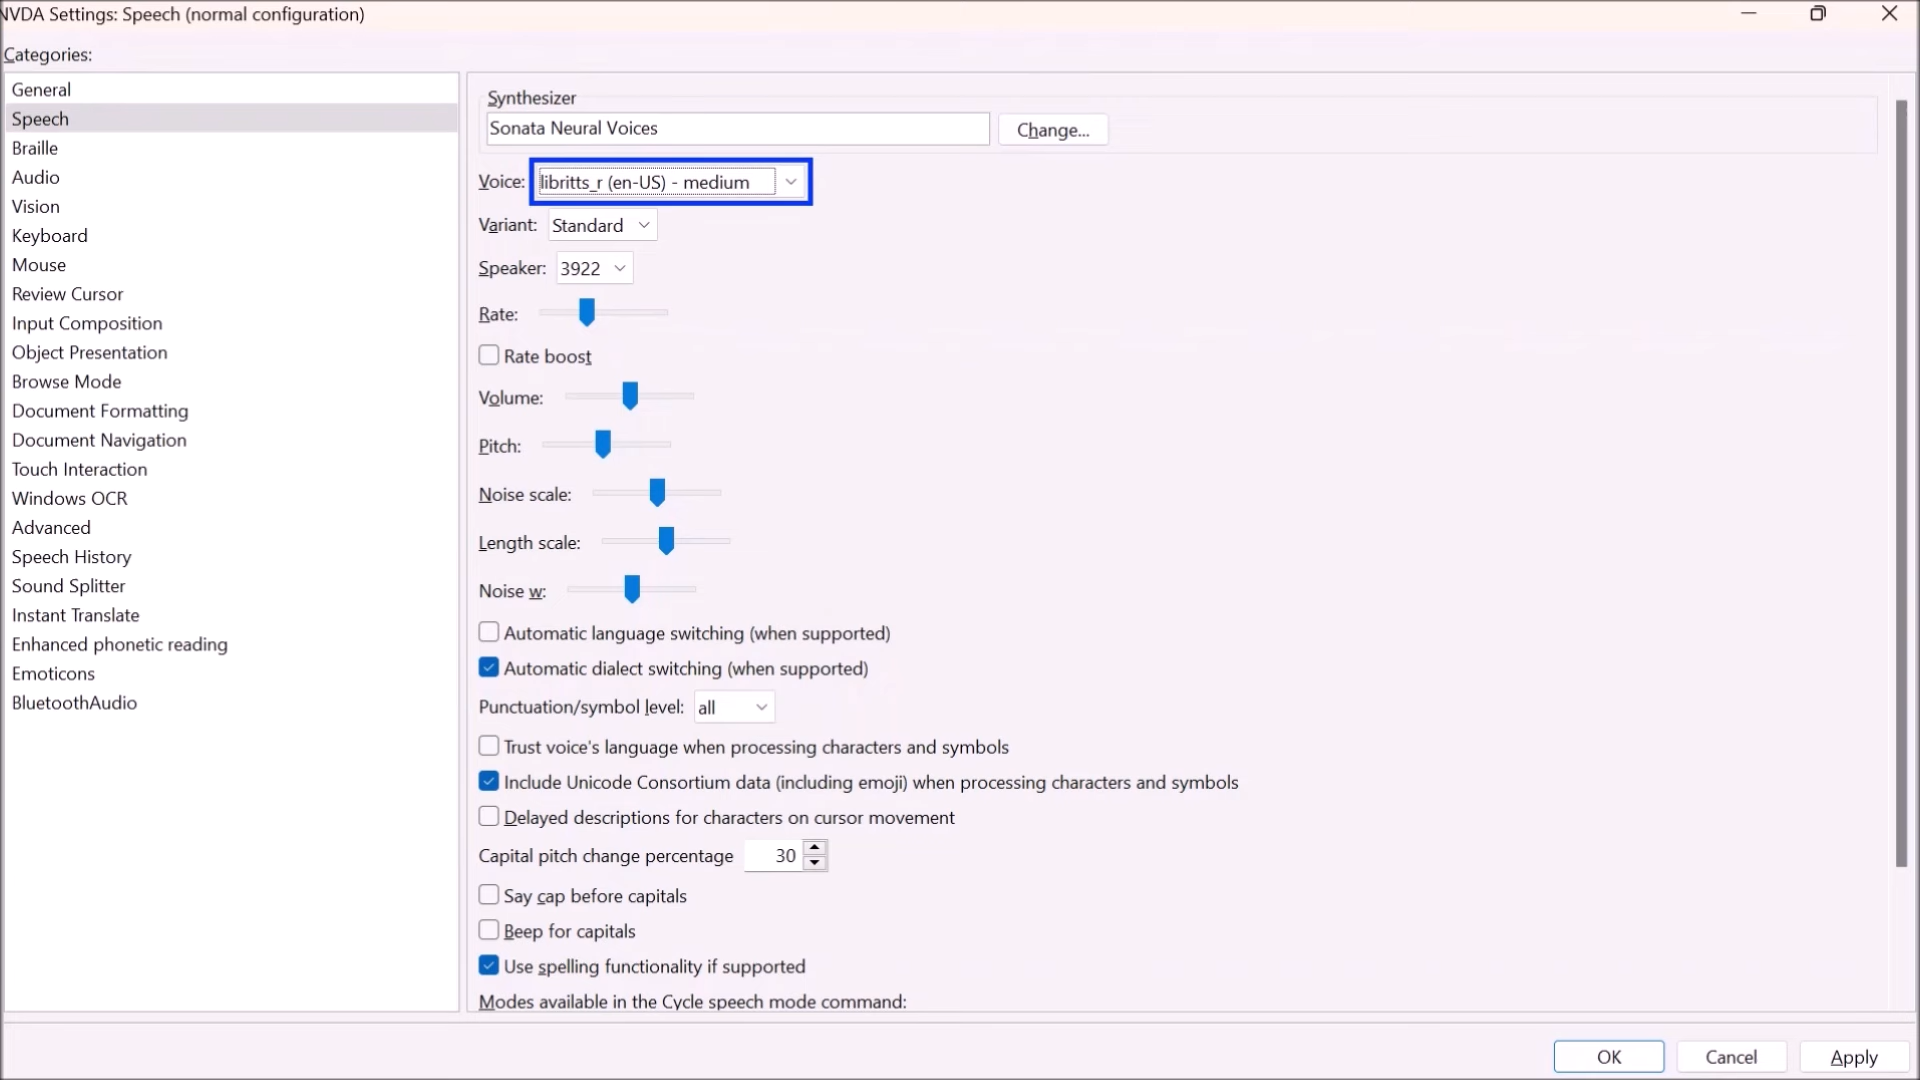 NVDA Settings: Speech (normal configuration)
Categories:
General
Speech
Braille
Audio
Vision
Keyboard
Mouse
Review Cursor
Input Composition
Object Presentation
Browse Mode
Document Formatting
Document Navigation
Touch Interaction
Windows OCR
Advanced
Speech History
Sound Splitter
Instant Translate
Enhanced phonetic reading
Emoticons
BluetoothAudio
Synthesizer
Sonata Neural Voices Change...
Voice: libritts_r (en-US) - medium
Variant: Standard
Speaker: 3922
Rate:
Rate boost
Volume:
Pitch:
Noise scale:
Length scale:
Noise w:
Automatic language switching (when supported)
Automatic dialect switching (when supported)
Punctuation/symbol level: all
Trust voice's language when processing characters and symbols
Include Unicode Consortium data (including emoji) when processing characters and symbols
Delayed descriptions for characters on cursor movement
Capital pitch change percentage 30
Say cap before capitals
Beep for capitals
Use spelling functionality if supported
Modes available in the Cycle speech mode command:
OK Cancel Apply